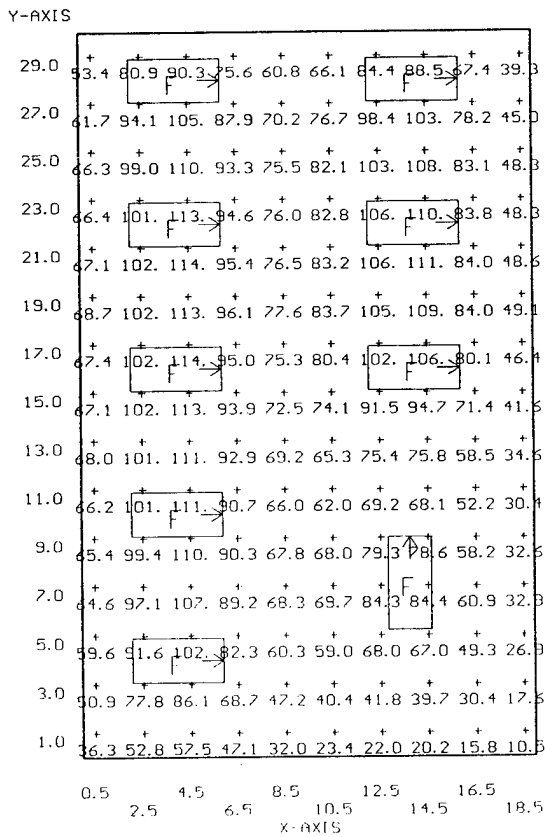 Y-AXIS
29.0 53.4 80.9 90.3 75.6 60.8 66.1 84.4 88.5 67.4 39.3
F F
27.0 61.7 94.1 105. 87.9 70.2 76.7 98.4 103. 78.2 45.0
25.0 66.3 99.0 110. 93.3 75.5 82.1 103. 108. 83.1 48.3
23.0 66.4 101. 113. 94.6 76.0 82.8 106. 110. 83.8 48.3
F F
21.0 67.1 102. 114. 95.4 76.5 83.2 106. 111. 84.0 48.6
19.0 68.7 102. 113. 96.1 77.6 83.7 105. 109. 84.0 49.1
17.0 67.4 102. 114. 95.0 75.3 80.4 102. 106. 80.1 46.4
F F
15.0 67.1 102. 113. 93.9 72.5 74.1 91.5 94.7 71.4 41.6
13.0 68.0 101. 111. 92.9 69.2 65.3 75.4 75.8 58.5 34.6
11.0 66.2 101. 111. 90.7 66.0 62.0 69.2 68.1 52.2 30.4
F
9.0 65.4 99.4 110. 90.3 67.8 68.0 79.3 78.6 58.2 32.6
F
7.0 64.6 97.1 107. 89.2 68.3 69.7 84.3 84.4 60.9 32.8
5.0 59.6 91.6 102. 82.3 60.3 59.0 68.0 67.0 49.3 26.9
F
3.0 50.9 77.8 86.1 68.7 47.2 40.4 41.8 39.7 30.4 17.6
1.0 36.3 52.8 57.5 47.1 32.0 23.4 22.0 20.2 15.8 10.5
0.5 4.5 8.5 12.5 16.5
2.5 6.5 10.5 14.5 18.5
X-AXIS